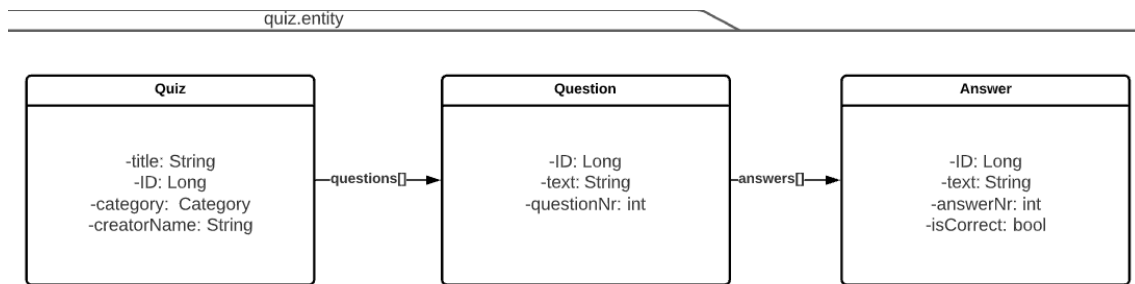 quiz.entity
Quiz
-title: String
-ID: Long
-category:  Category
-creatorName: String
questions[]
Question
-ID: Long
-text: String
-questionNr: int
answers[]
Answer
-ID: Long
-text: String
-answerNr: int
-isCorrect: bool